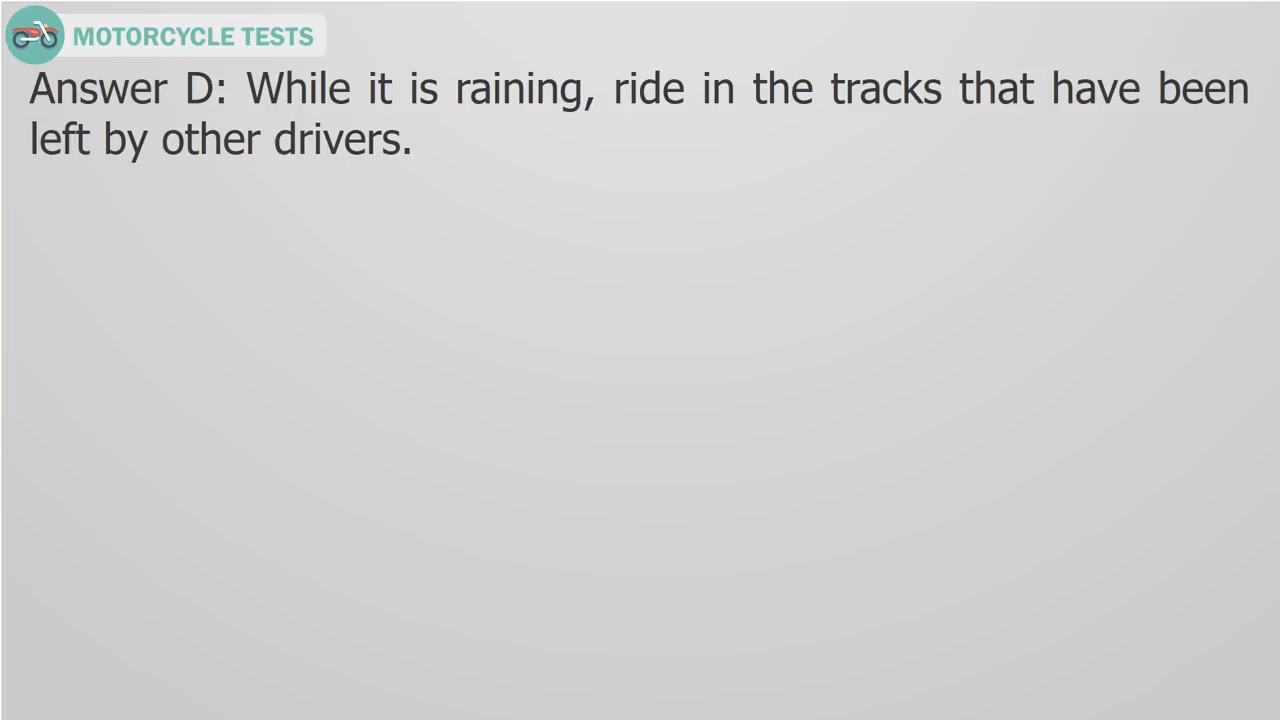 MOTORCYCLE TESTS
Answer D: While it is raining, ride in the tracks that have been
left by other drivers.